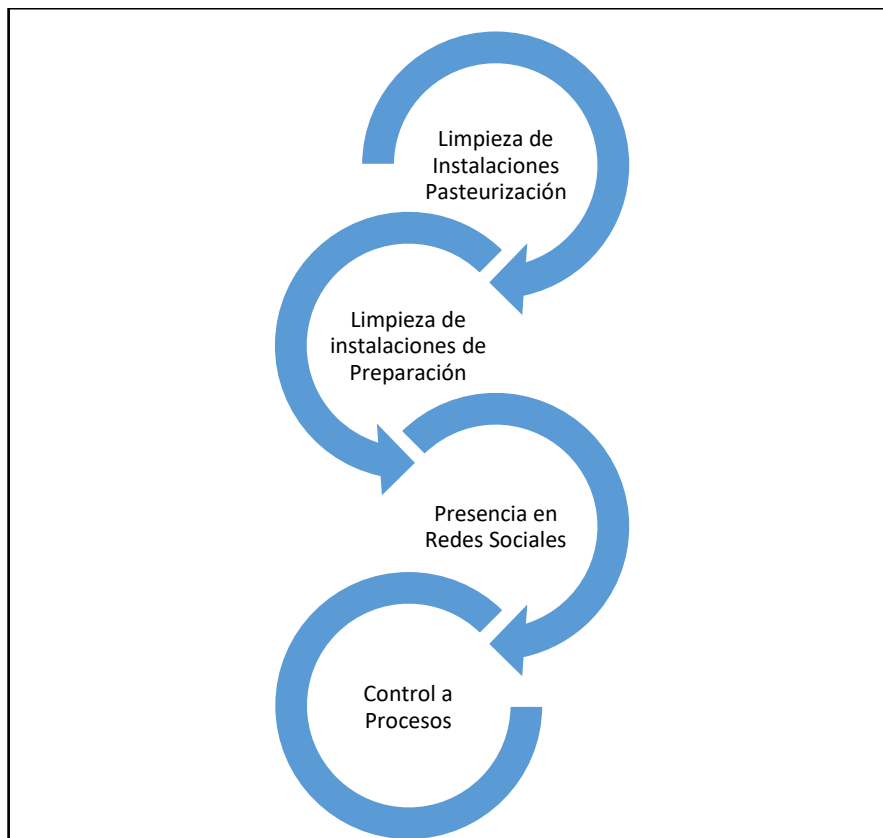 Limpieza de
Instalaciones
Pasteurización
Limpieza de
instalaciones de
Preparación
Presencia en
Redes Sociales
Control a
Procesos